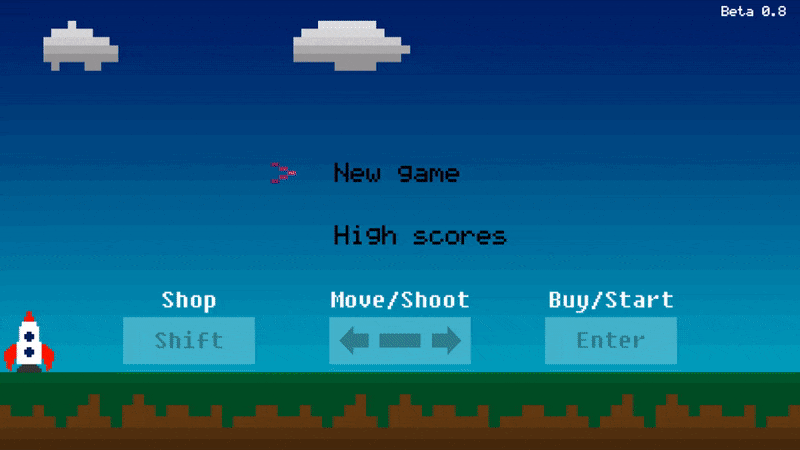 Beta 0.8
New game
High scores
Shop
Move/Shoot
Buy/Start
Shift
Enter